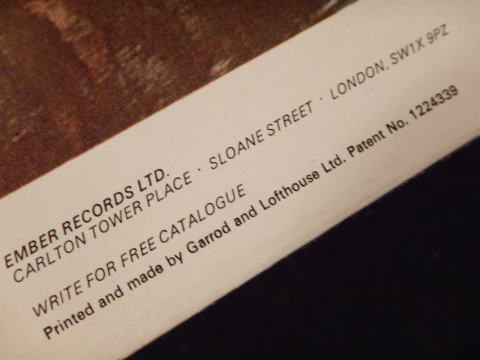 EMBER RECORDS LTD.
CARLTON TOWER PLACE · SLOANE STREET · LONDON, SW1X 9PZ
WRITE FOR FREE CATALOGUE
Printed and made by Garrod and Lofthouse Ltd. Patent No. 1224339